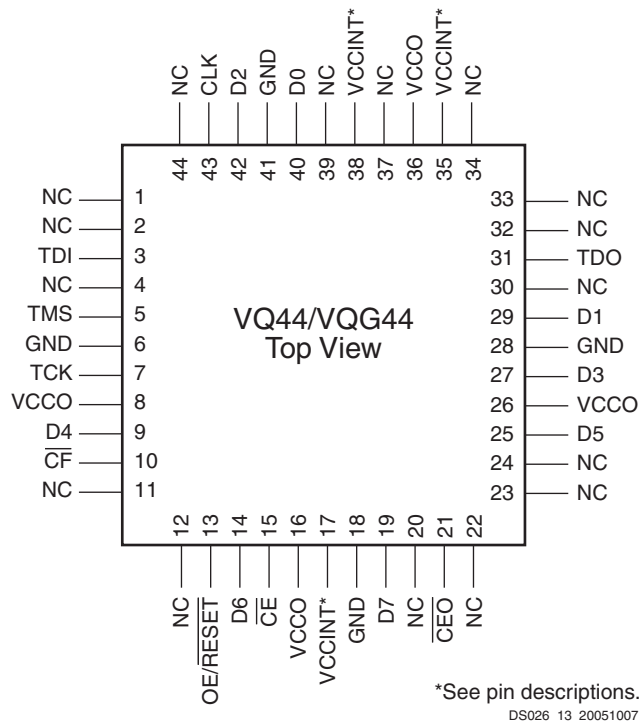 NC CLK D2 GND D0 NC VCCINT* NC VCCO VCCINT* NC
44 43 42 41 40 39 38 37 36 35 34
NC 1 33 NC
NC 2 32 NC
TDI 3 31 TDO
NC 4 30 NC
TMS 5 29 D1
GND 6 28 GND
TCK 7 27 D3
VCCO 8 26 VCCO
D4 9 25 D5
CF 10 24 NC
NC 11 23 NC
VQ44/VQG44
Top View
12 13 14 15 16 17 18 19 20 21 22
NC OE/RESET D6 CE VCCO VCCINT* GND D7 NC CEO NC
*See pin descriptions.
DS026_13_20051007